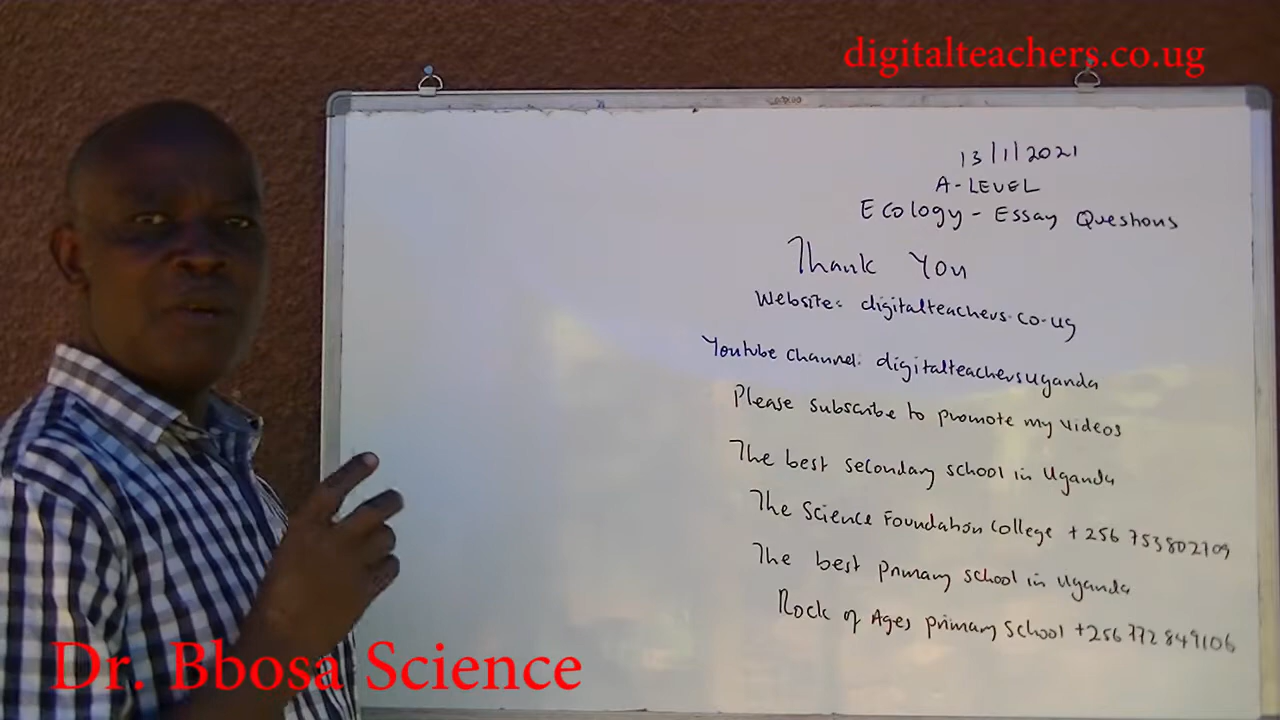 digitalteachers.co.ug
13/1/2021
A-LEVEL
Ecology - Essay Questions
Thank You
Website: digitalteachers.co.ug
Youtube channel: digitalteachersuganda
Please subscribe to promote my videos
The best secondary school in Uganda
The Science Foundation College +256 753802709
The best primary school in Uganda
Rock of Ages primary School +256 772 849106
Dr. Bbosa Science